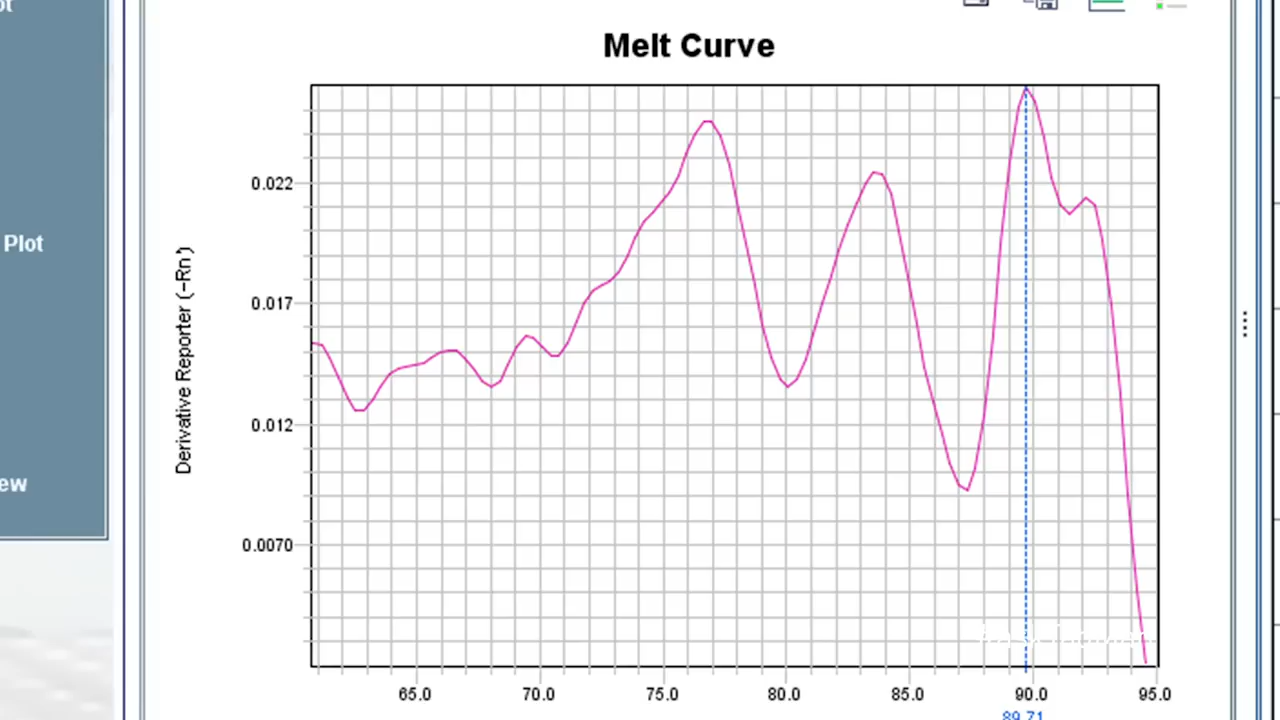 ot
Plot
ew
Melt Curve
Derivative Reporter (-Rn')
0.022
0.017
0.012
0.0070
65.0 70.0 75.0 80.0 85.0 90.0 95.0
89.71